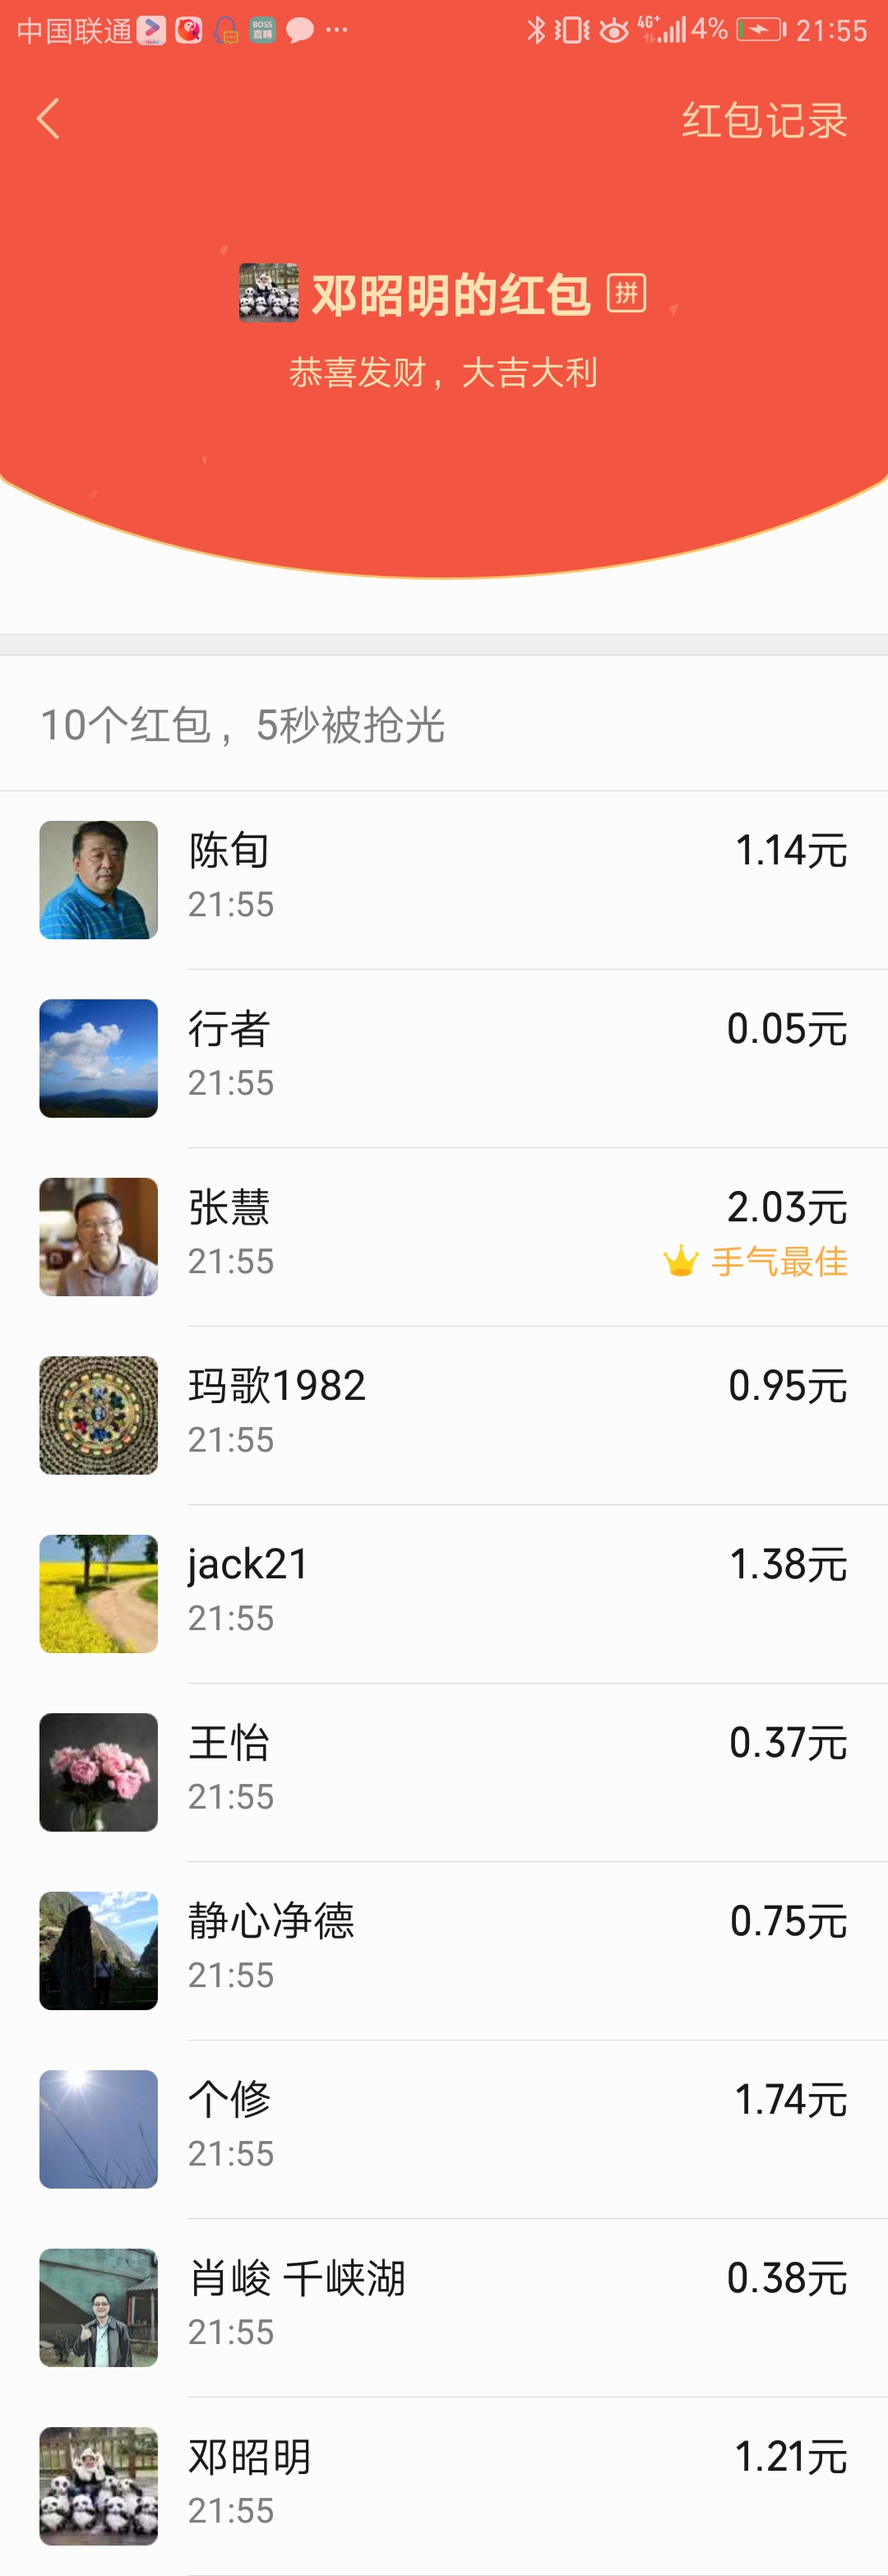 中国联通 BOSS直聘 ··· 4G+ 4% 21:55
红包记录
邓昭明的红包 拼
恭喜发财，大吉大利
10个红包，5秒被抢光
陈旬 1.14元
21:55
行者 0.05元
21:55
张慧 2.03元
21:55 手气最佳
玛歌1982 0.95元
21:55
jack21 1.38元
21:55
王怡 0.37元
21:55
静心净德 0.75元
21:55
个修 1.74元
21:55
肖峻 千峡湖 0.38元
21:55
邓昭明 1.21元
21:55